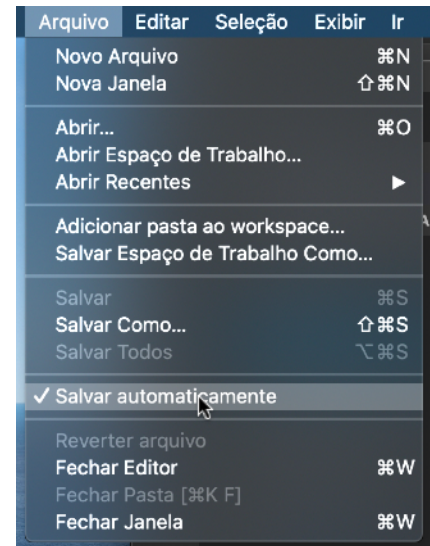 Arquivo Editar Seleção Exibir Ir
Novo Arquivo ⌘N
Nova Janela ⇧⌘N
Abrir... ⌘O
Abrir Espaço de Trabalho...
Abrir Recentes ▶
Adicionar pasta ao workspace...
Salvar Espaço de Trabalho Como...
Salvar ⌘S
Salvar Como... ⇧⌘S
Salvar Todos ⌥⌘S
✓ Salvar automaticamente
Reverter arquivo
Fechar Editor ⌘W
Fechar Pasta [⌘K F]
Fechar Janela ⌘W